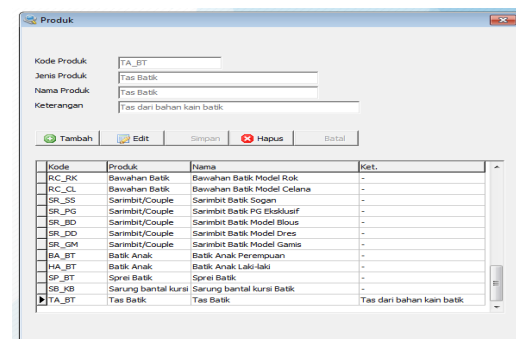 Produk
Kode Produk TA_BT
Jenis Produk Tas Batik
Nama Produk Tas Batik
Keterangan Tas dari bahan kain batik
Tambah Edit Simpan Hapus Batal
Kode Produk Nama Ket.
RC_RK Bawahan Batik Bawahan Batik Model Rok -
RC_CL Bawahan Batik Bawahan Batik Model Celana -
SR_SS Sarimbit/Couple Sarimbit Batik Sogan -
SR_PG Sarimbit/Couple Sarimbit Batik PG Eksklusif -
SR_BD Sarimbit/Couple Sarimbit Batik Model Blous -
SR_DD Sarimbit/Couple Sarimbit Batik Model Dres -
SR_GM Sarimbit/Couple Sarimbit Batik Model Gamis -
BA_BT Batik Anak Batik Anak Perempuan -
HA_BT Batik Anak Batik Anak Laki-laki -
SP_BT Sprei Batik Sprei Batik -
SB_KB Sarung bantal kursi Sarung bantal kursi Batik -
TA_BT Tas Batik Tas Batik Tas dari bahan kain batik